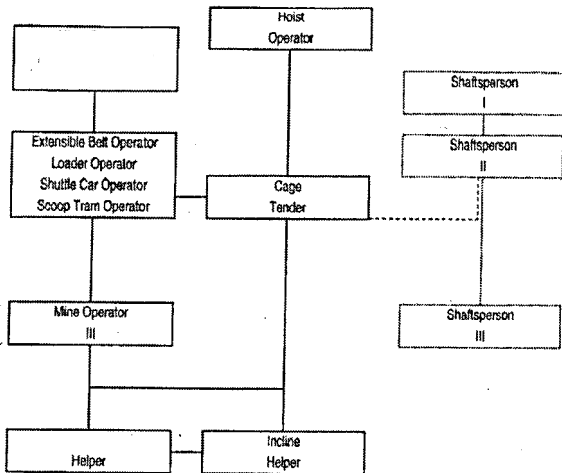 Hoist
Operator
Shaftsperson
I
Extensible Belt Operator
Loader Operator
Shuttle Car Operator
Scoop Tram Operator
Shaftsperson
II
Cage
Tender
Mine Operator
III
Shaftsperson
III
Helper
Incline
Helper